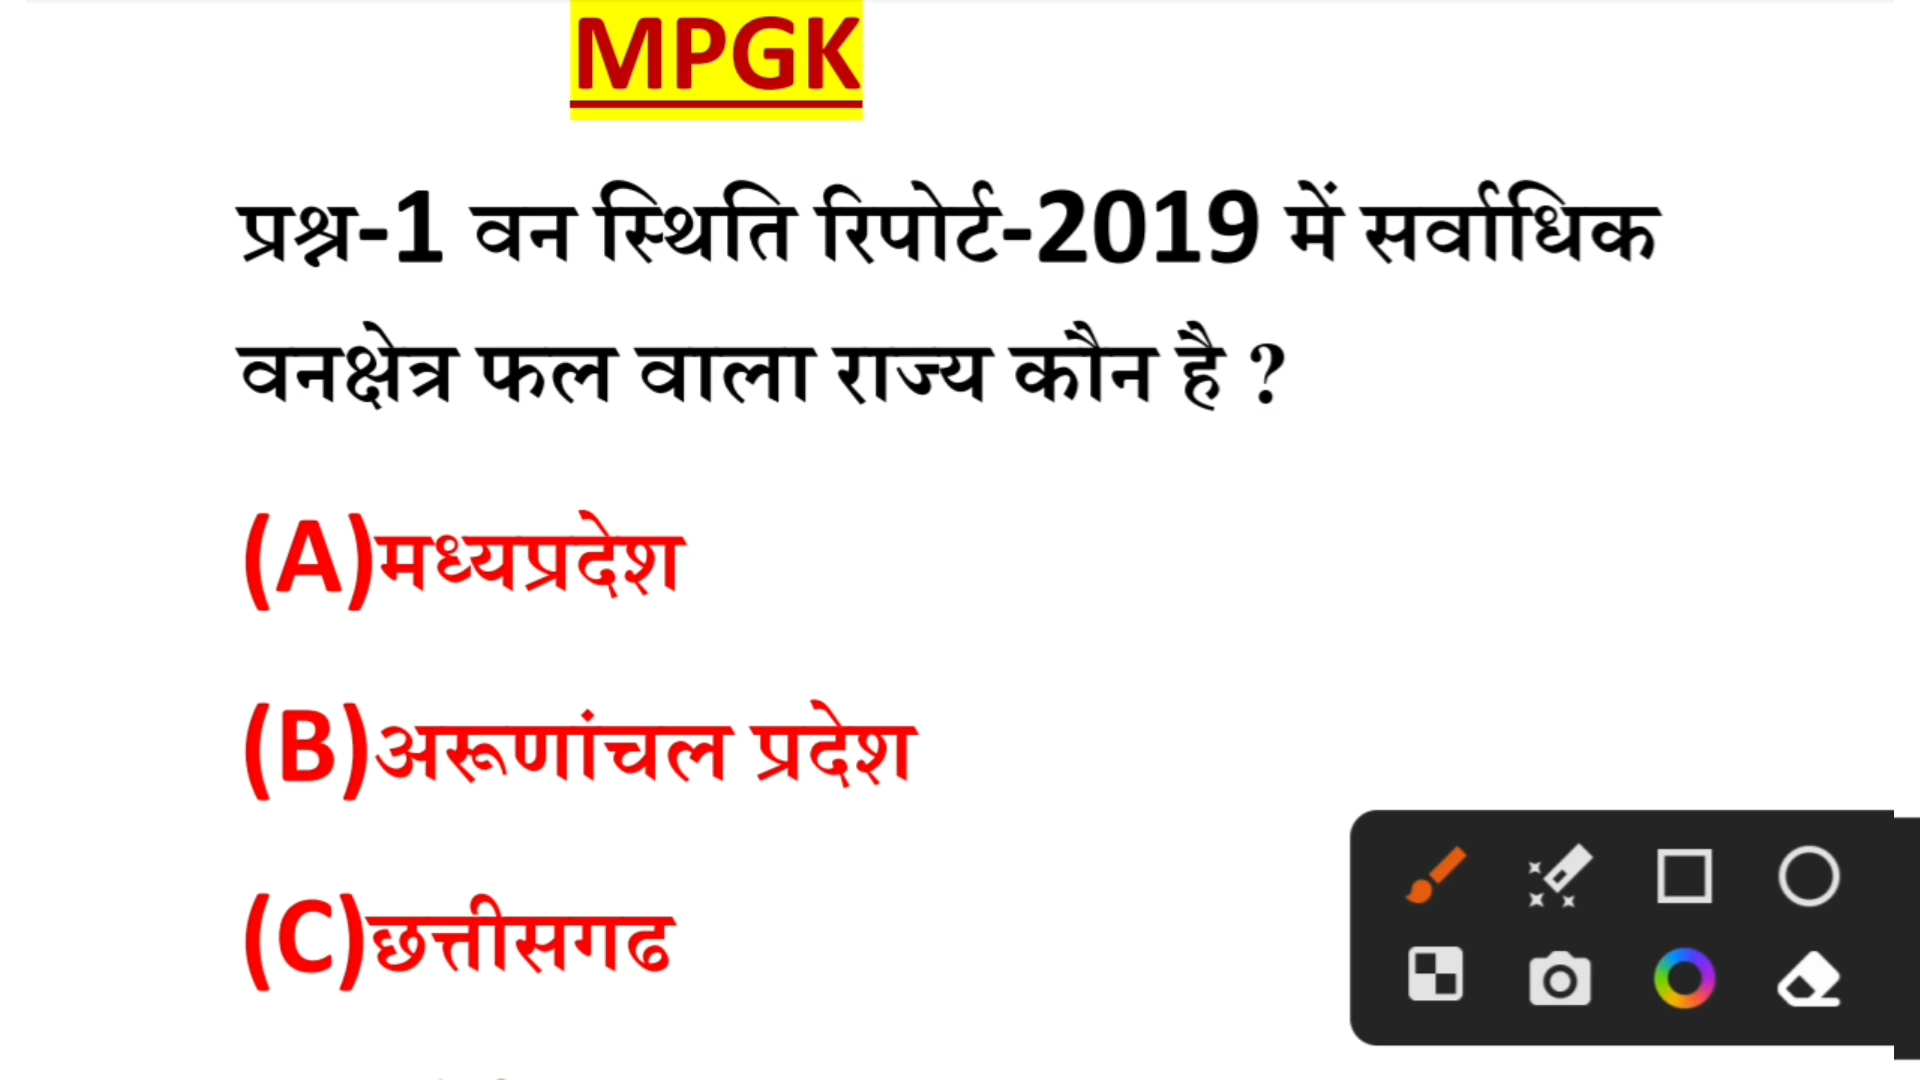 MPGK
प्रश्न-1 वन स्थिति रिपोर्ट-2019 में सर्वाधिक
वनक्षेत्र फल वाला राज्य कौन है ?
(A)मध्यप्रदेश
(B)अरूणांचल प्रदेश
(C)छत्तीसगढ